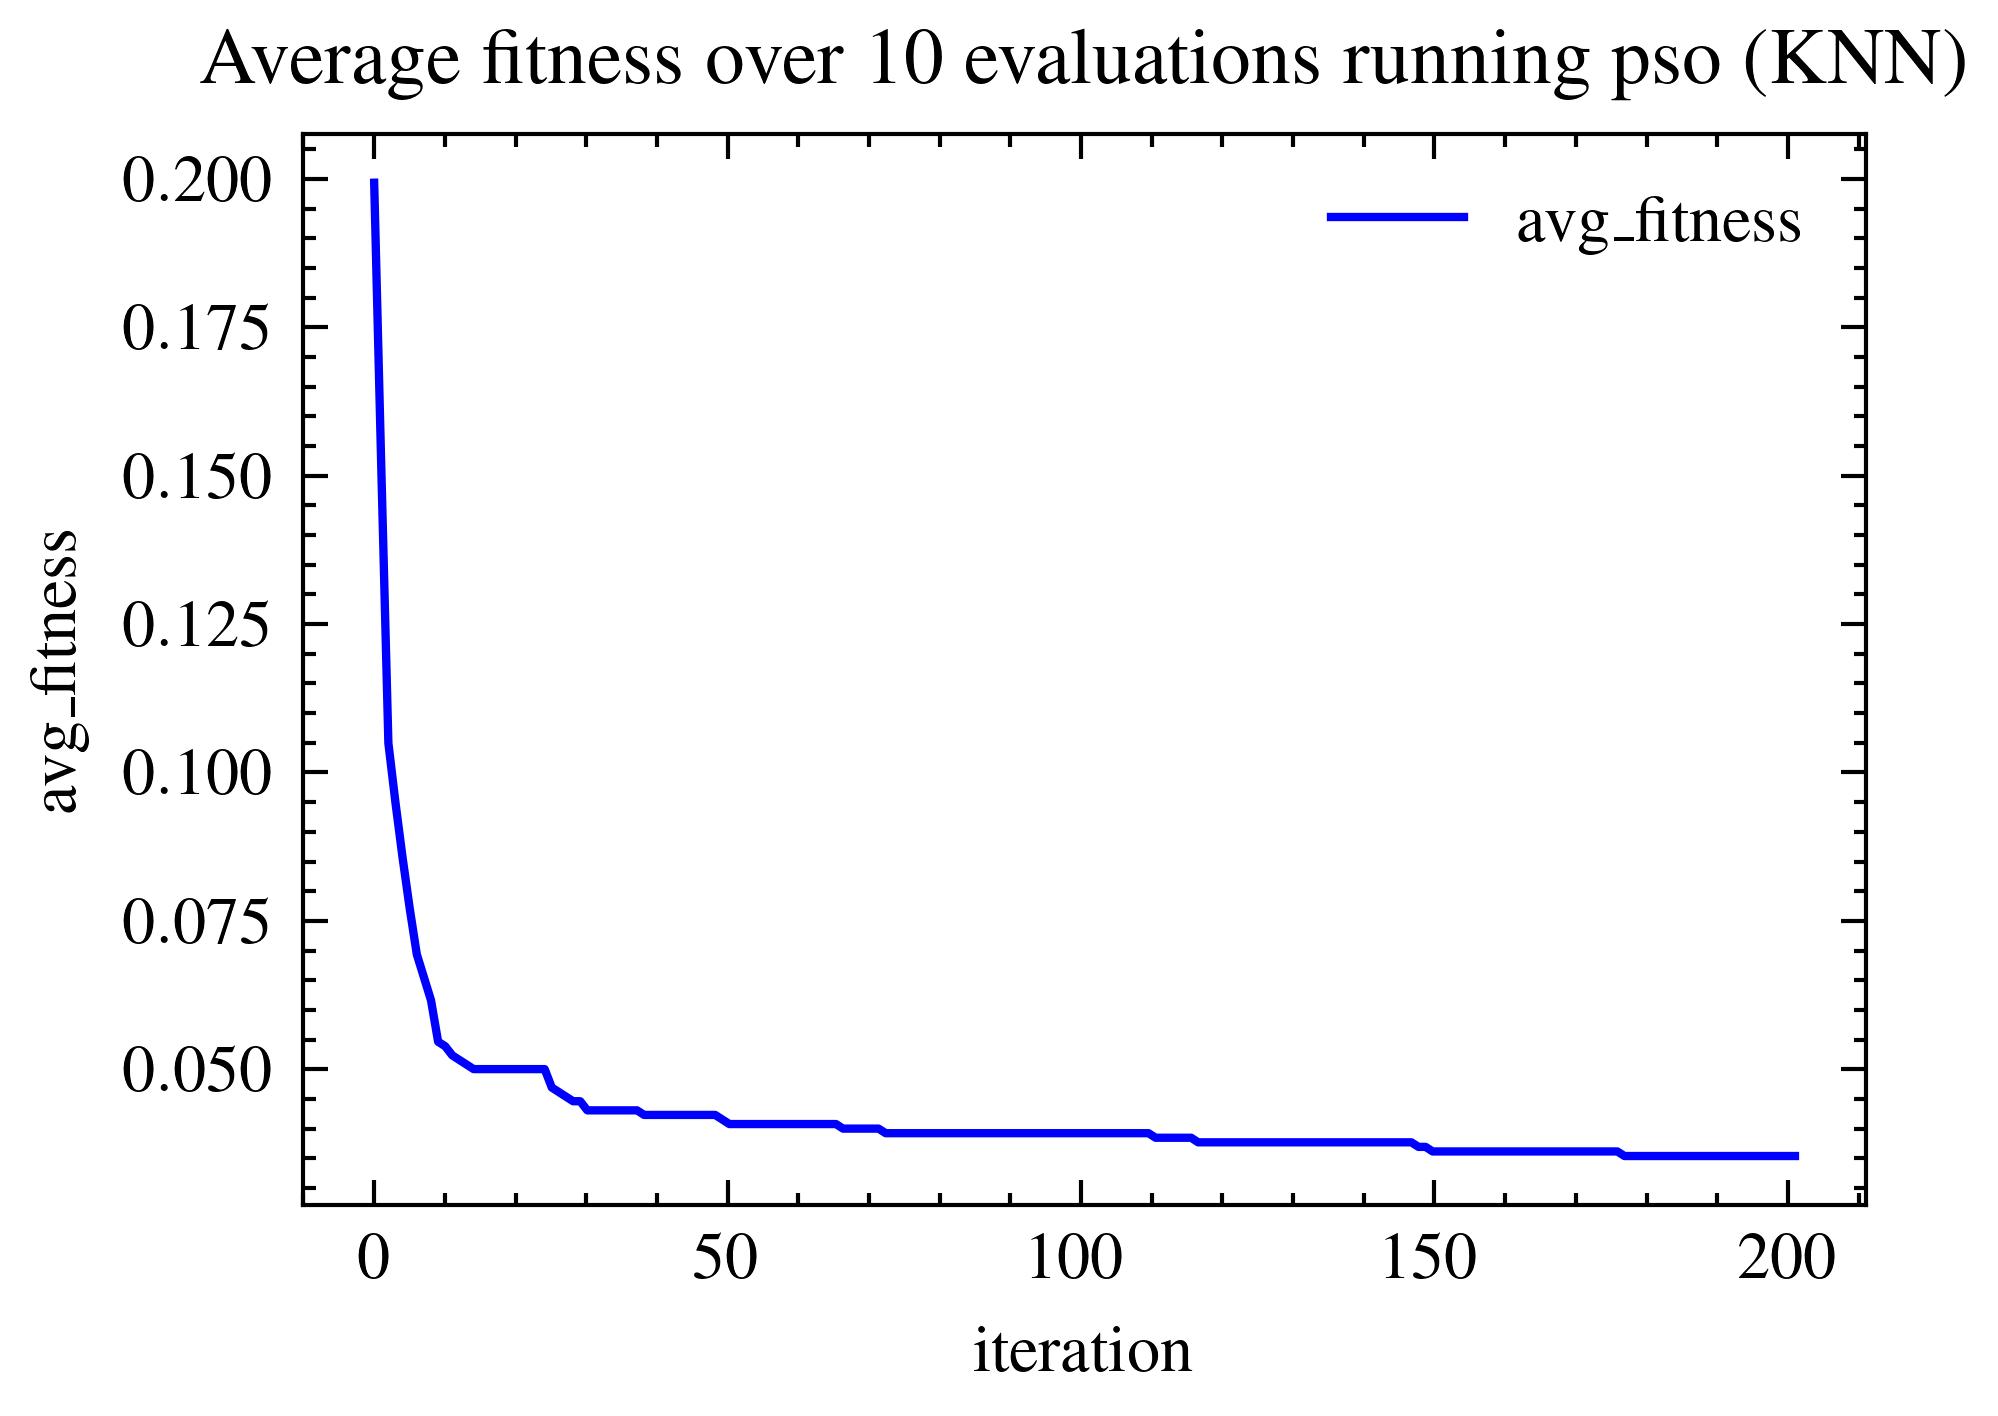 Average fitness over 10 evaluations running pso (KNN)
avg_fitness
0.200
0.175
0.150
0.125
0.100
0.075
0.050
avg_fitness
0 50 100 150 200
iteration